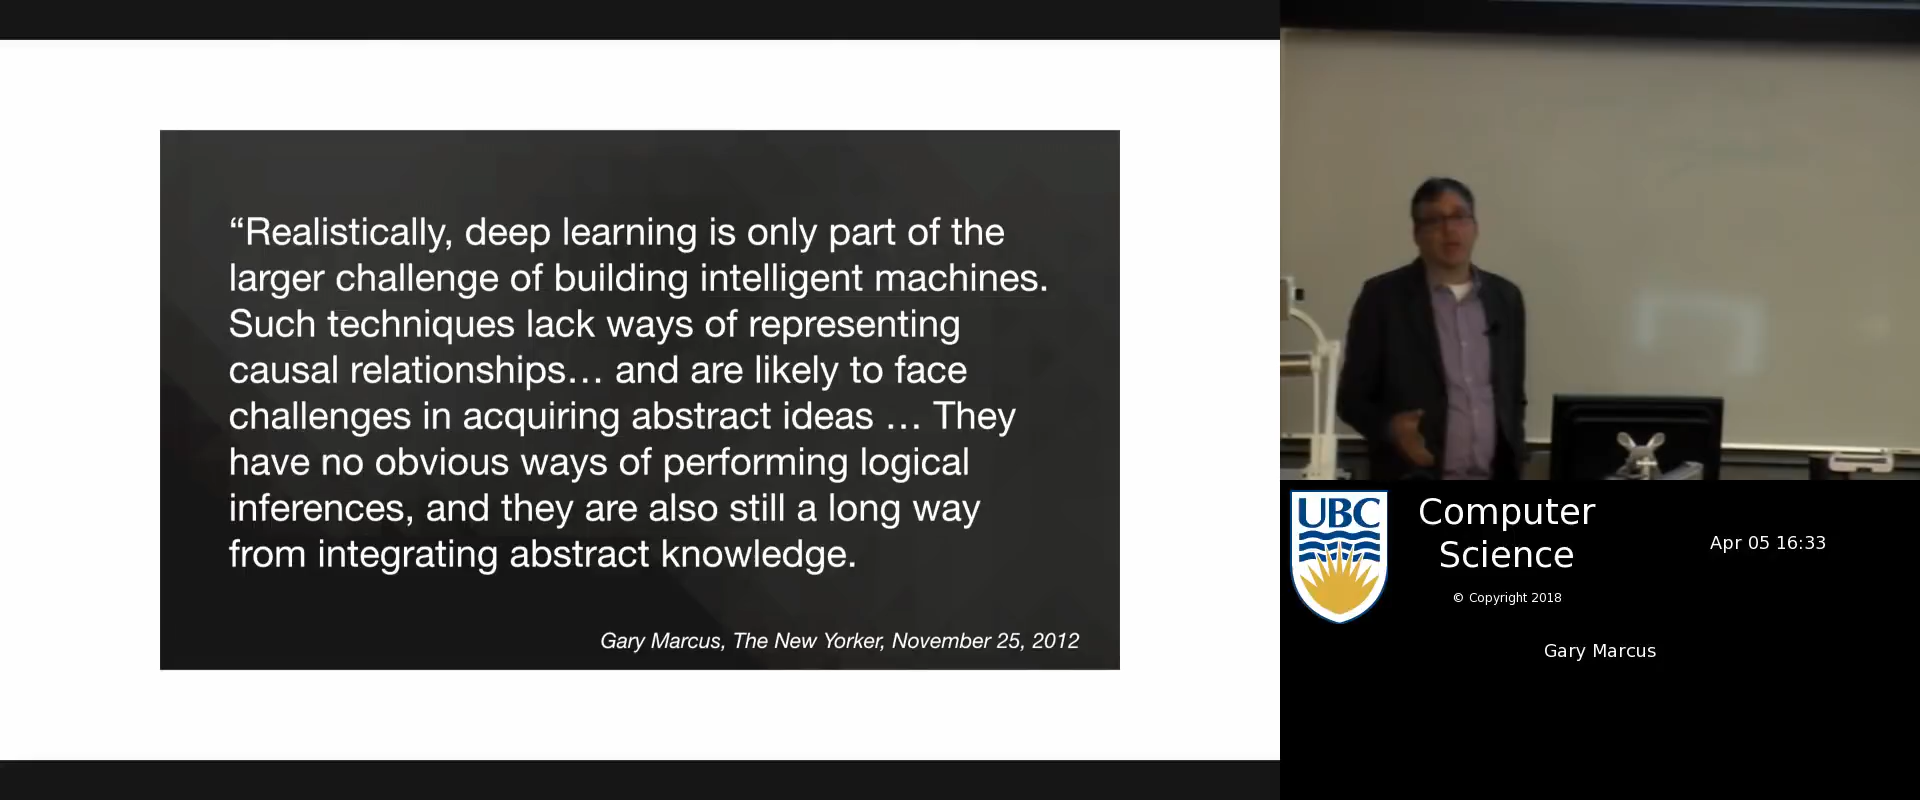 “Realistically, deep learning is only part of the
larger challenge of building intelligent machines.
Such techniques lack ways of representing
causal relationships… and are likely to face
challenges in acquiring abstract ideas … They
have no obvious ways of performing logical
inferences, and they are also still a long way
from integrating abstract knowledge.
Gary Marcus, The New Yorker, November 25, 2012
UBC
Computer
Science
© Copyright 2018
Apr 05 16:33
Gary Marcus